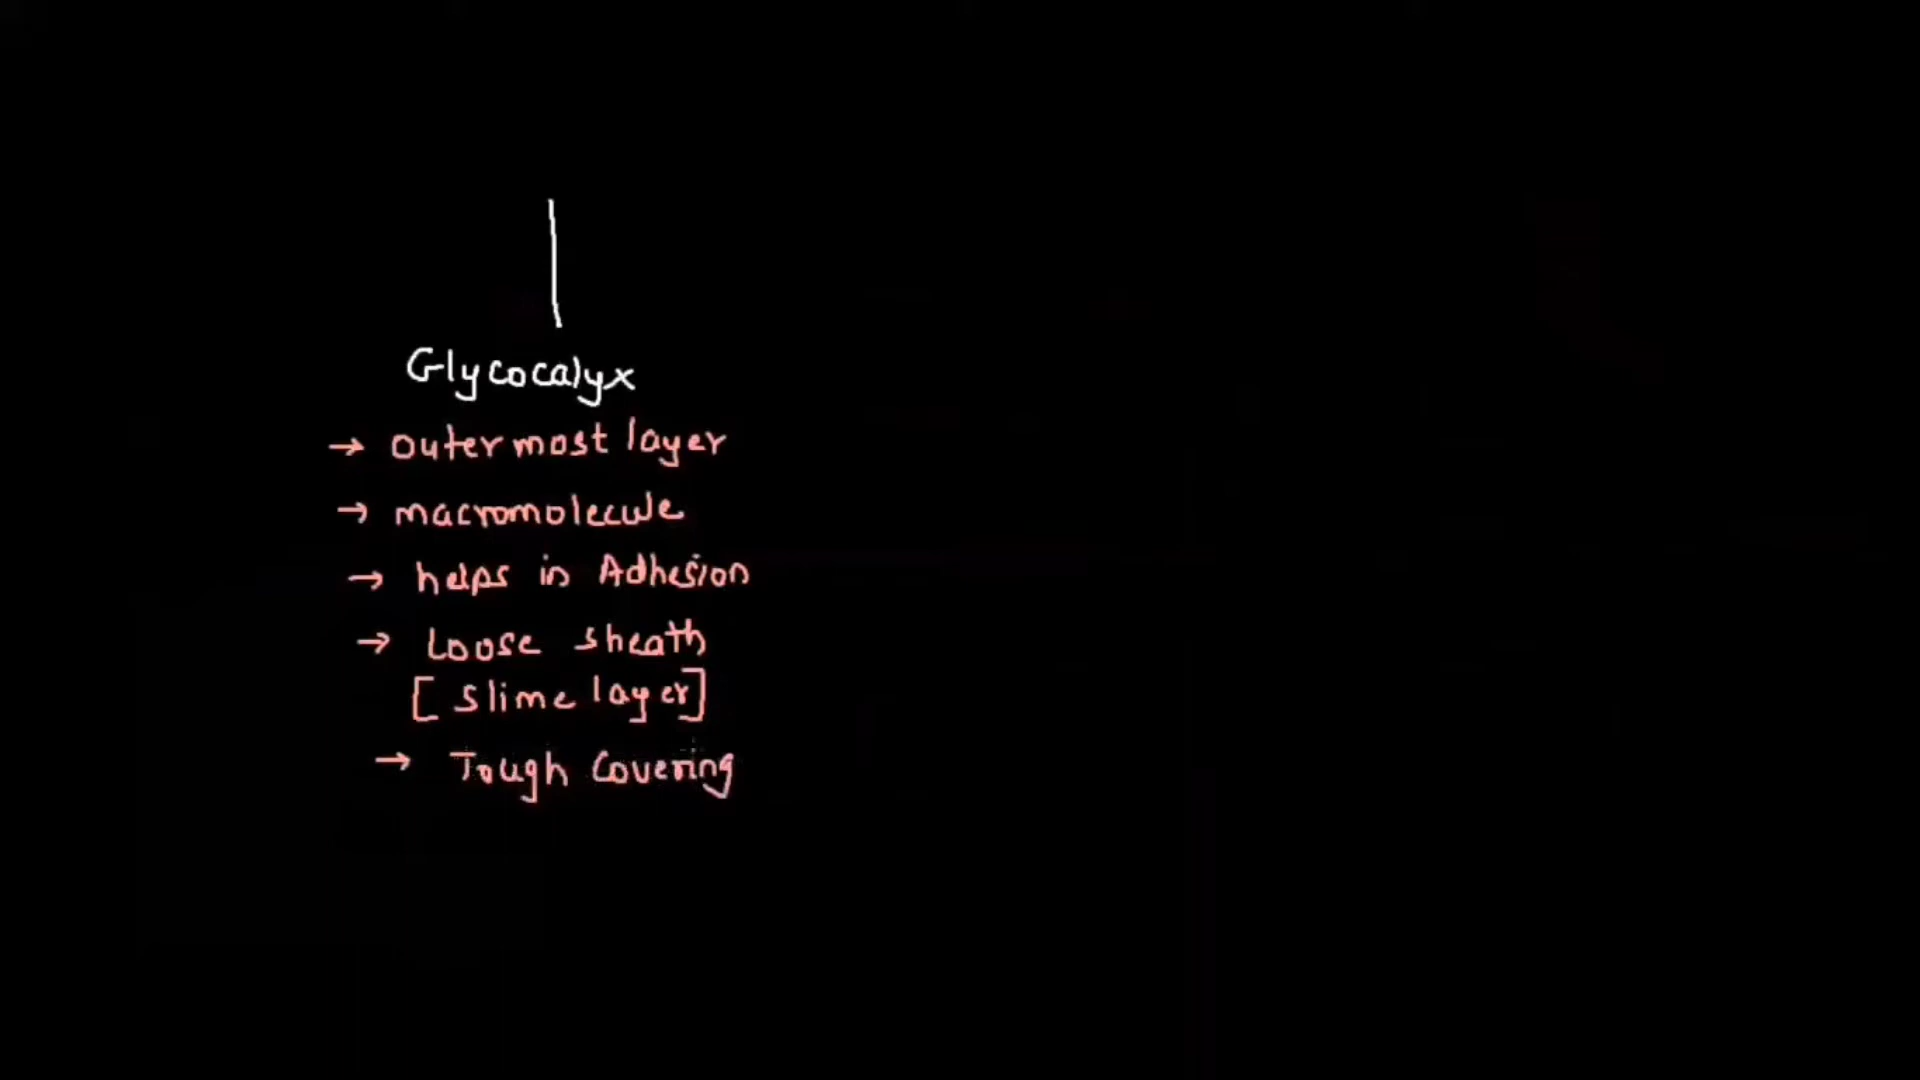 Glycocalyx
→ outermost layer
→ macromolecule
→ helps in Adhesion
→ Loose sheath
[slime layer]
→ Tough Covering